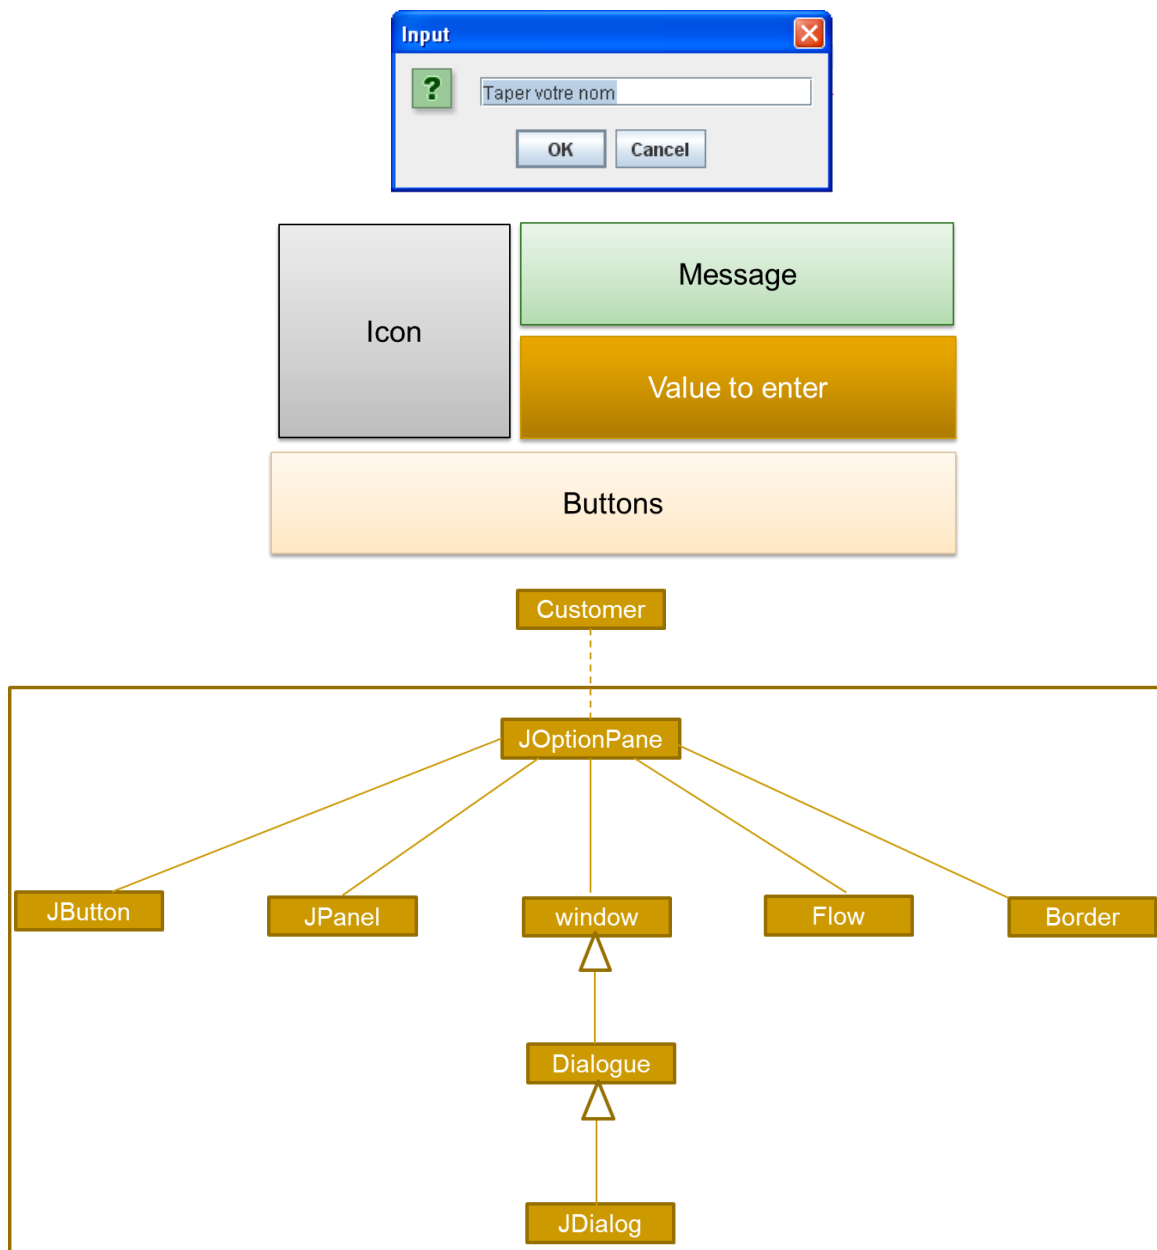 Input
?
Taper votre nom
OK
Cancel
Icon
Message
Value to enter
Buttons
Customer
JOptionPane
JButton
JPanel
window
Flow
Border
Dialogue
JDialog